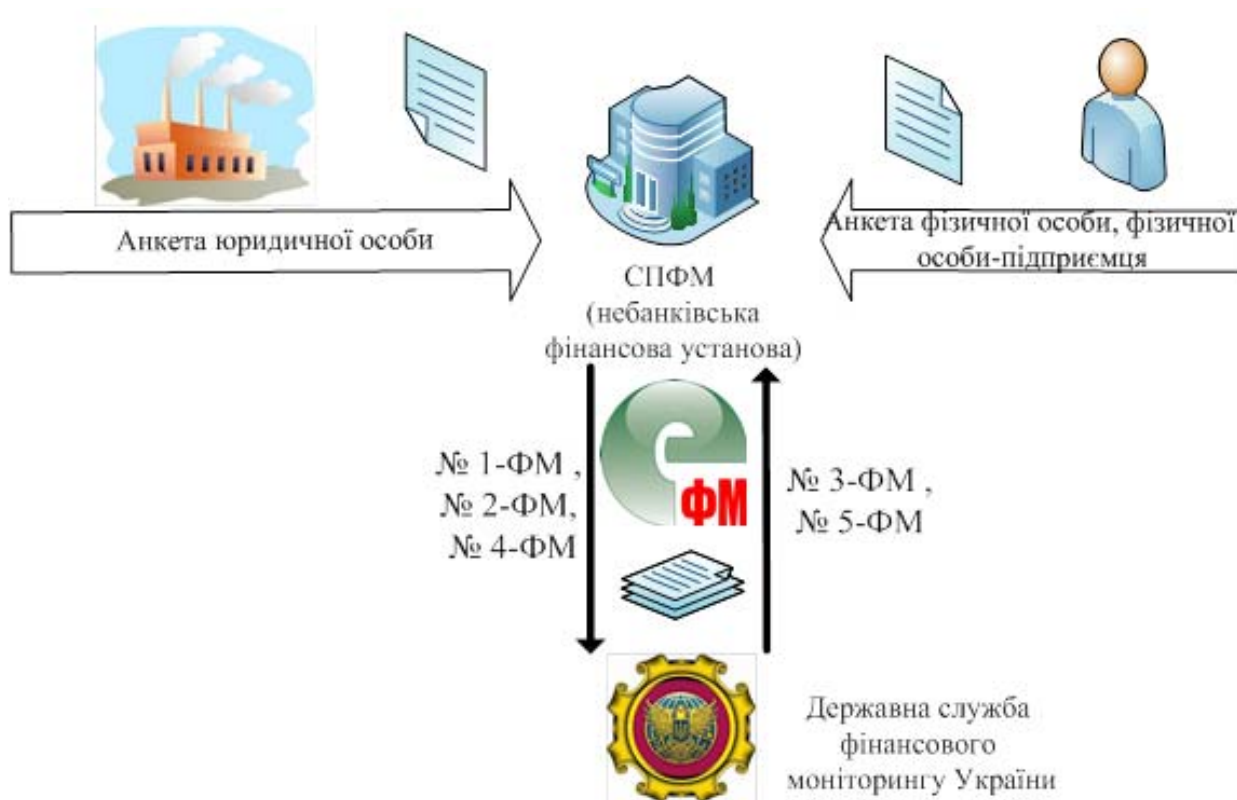 Анкета юридичної особи
Анкета фізичної особи, фізичної
особи-підприємця
СПФМ
(небанківська
фінансова установа)
№ 1-ФМ ,
№ 2-ФМ,
№ 4-ФМ
ФМ
№ 3-ФМ ,
№ 5-ФМ
Державна служба
фінансового
моніторингу України